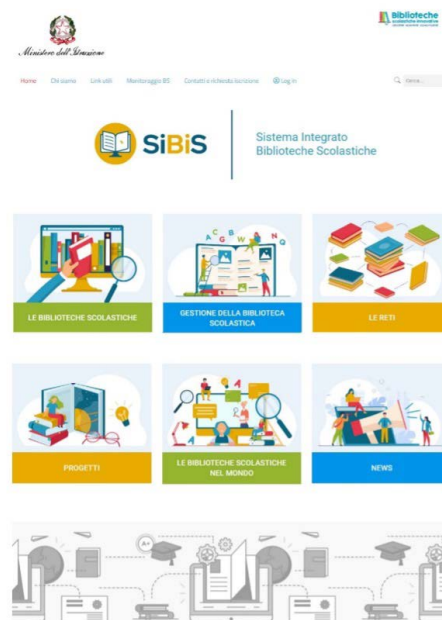 Biblioteche
scolastiche innovative
Ministero dell'Istruzione
Home Chi siamo Link utili Monitoraggio BS Contatti e richiesta iscrizione Log in
Cerca ...
SiBiS
Sistema Integrato
Biblioteche Scolastiche
A C G B W N Q
LE BIBLIOTECHE SCOLASTICHE
GESTIONE DELLA BIBLIOTECA
SCOLASTICA
LE RETI
PROGETTI
LE BIBLIOTECHE SCOLASTICHE
NEL MONDO
NEWS
A+